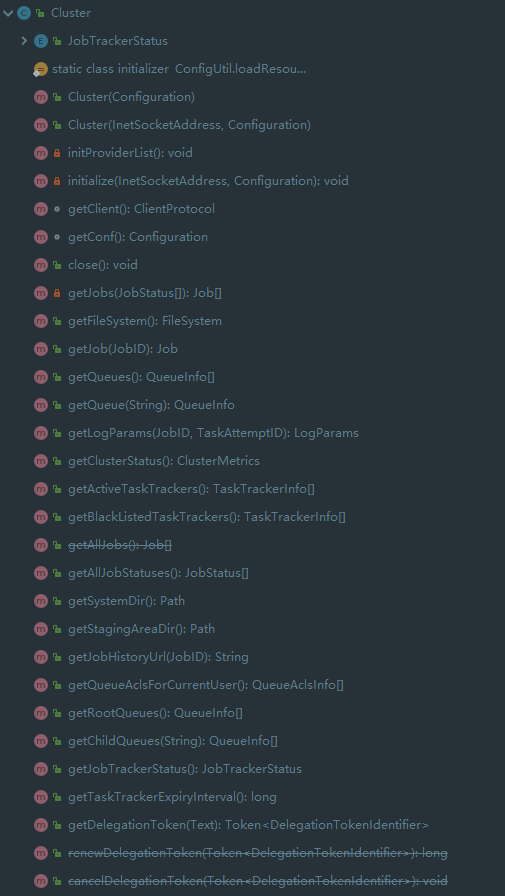 Cluster
JobTrackerStatus
static class initializer ConfigUtil.loadResou...
Cluster(Configuration)
Cluster(InetSocketAddress, Configuration)
initProviderList(): void
initialize(InetSocketAddress, Configuration): void
getClient(): ClientProtocol
getConf(): Configuration
close(): void
getJobs(JobStatus[]): Job[]
getFileSystem(): FileSystem
getJob(JobID): Job
getQueues(): QueueInfo[]
getQueue(String): QueueInfo
getLogParams(JobID, TaskAttemptID): LogParams
getClusterStatus(): ClusterMetrics
getActiveTaskTrackers(): TaskTrackerInfo[]
getBlackListedTaskTrackers(): TaskTrackerInfo[]
getAllJobs(): Job[]
getAllJobStatuses(): JobStatus[]
getSystemDir(): Path
getStagingAreaDir(): Path
getJobHistoryUrl(JobID): String
getQueueAclsForCurrentUser(): QueueAclsInfo[]
getRootQueues(): QueueInfo[]
getChildQueues(String): QueueInfo[]
getJobTrackerStatus(): JobTrackerStatus
getTaskTrackerExpiryInterval(): long
getDelegationToken(Text): Token<DelegationTokenIdentifier>
renewDelegationToken(Token<DelegationTokenIdentifier>): long
cancelDelegationToken(Token<DelegationTokenIdentifier>): void